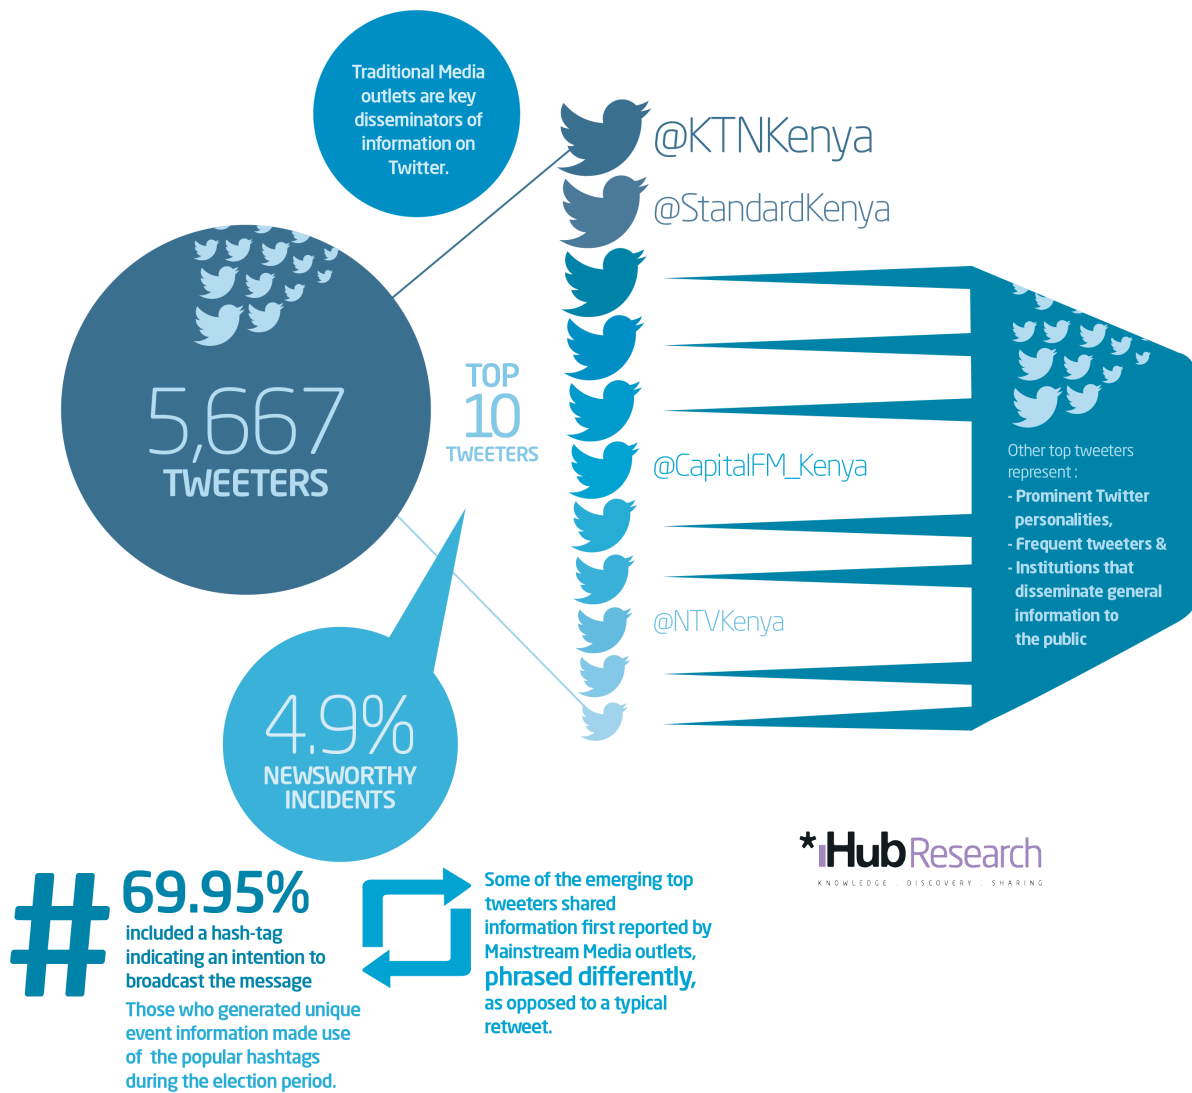 Traditional Media
outlets are key
disseminators of
information on
Twitter.
@KTNKenya
@StandardKenya
5,667
TWEETERS
TOP
10
TWEETERS
@CapitalFM_Kenya
@NTVKenya
Other top tweeters
represent :
- Prominent Twitter
personalities,
- Frequent tweeters &
- Institutions that
disseminate general
information to
the public
4.9%
NEWSWORTHY
INCIDENTS
*iHub Research
KNOWLEDGE . DISCOVERY . SHARING
# 69.95%
included a hash-tag
indicating an intention to
broadcast the message
Those who generated unique
event information made use
of the popular hashtags
during the election period.
Some of the emerging top
tweeters shared
information first reported by
Mainstream Media outlets,
phrased differently,
as opposed to a typical
retweet.